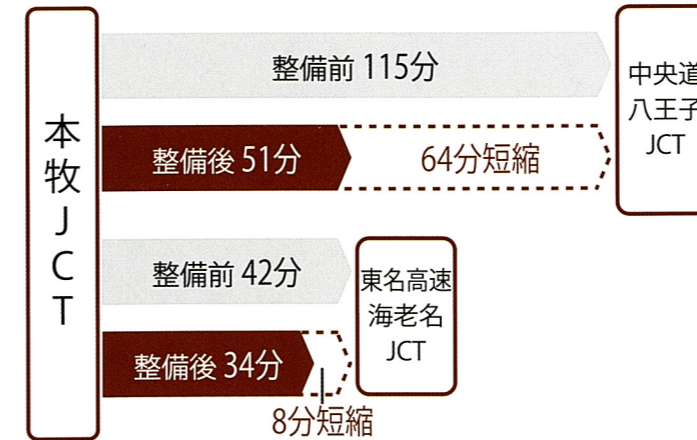 本牧JCT
整備前 115分
中央道
八王子
JCT
整備後 51分
64分短縮
整備前 42分
東名高速
海老名
JCT
整備後 34分
8分短縮